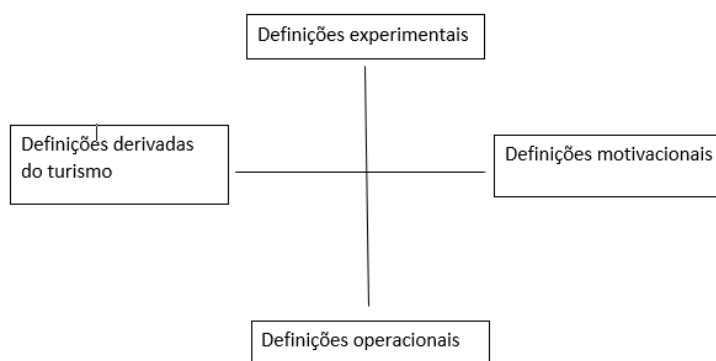 Definições experimentais
Definições derivadas
do turismo
Definições motivacionais
Definições operacionais